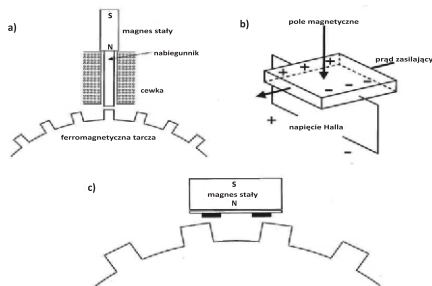 a)
S
magnes stały
N
nabiegunnik
cewka
ferromagnetyczna tarcza
b)
pole magnetyczne
prąd zasilający
+ + +
- - -
+
napięcie Halla
-
c)
S
magnes stały
N